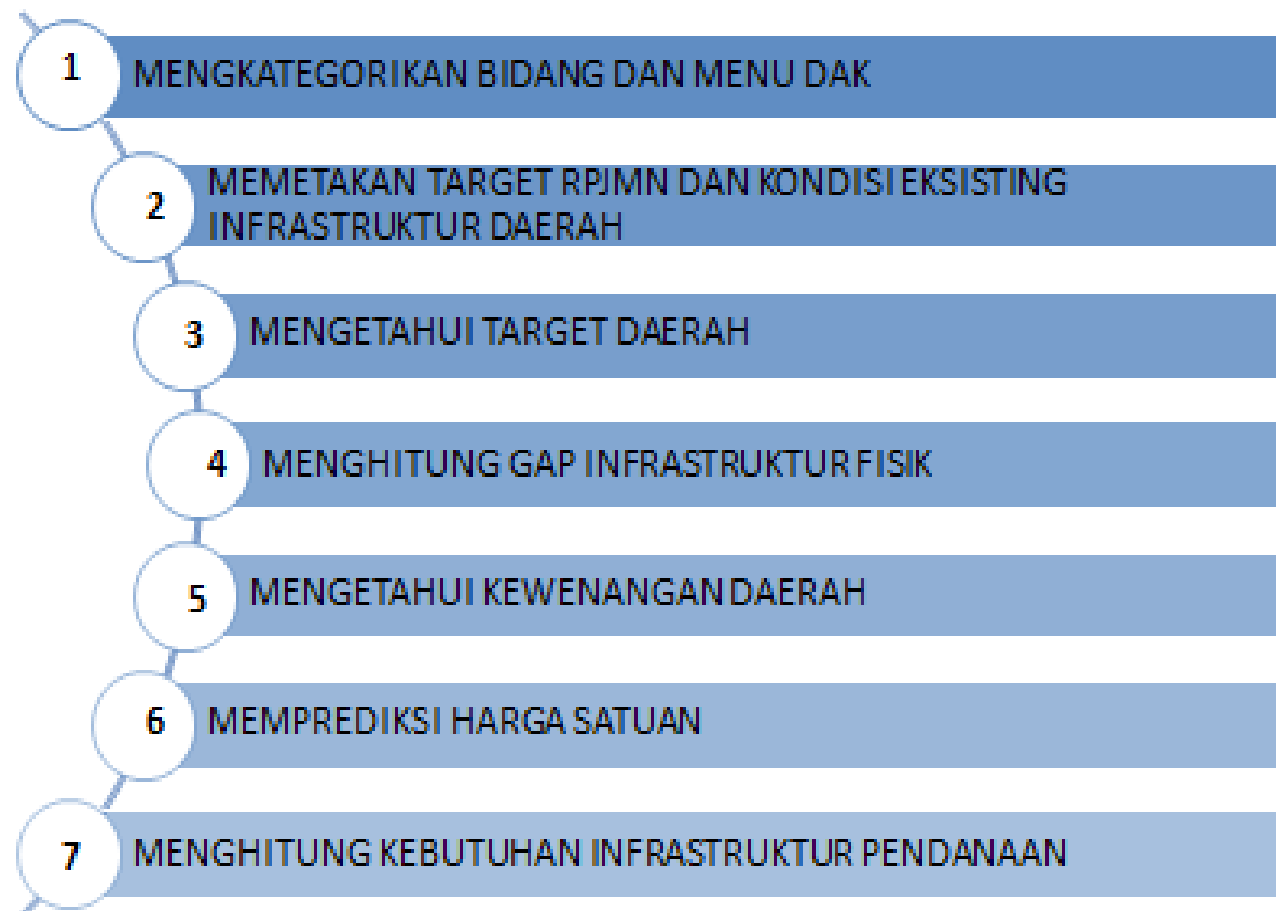 1 MENGKATEGORIKAN BIDANG DAN MENU DAK
2 MEMETAKAN TARGET RPJMN DAN KONDISI EKSISTING
INFRASTRUKTUR DAERAH
3 MENGETAHUI TARGET DAERAH
4 MENGHITUNG GAP INFRASTRUKTUR FISIK
5 MENGETAHUI KEWENANGAN DAERAH
6 MEMPREDIKSI HARGA SATUAN
7 MENGHITUNG KEBUTUHAN INFRASTRUKTUR PENDANAAN